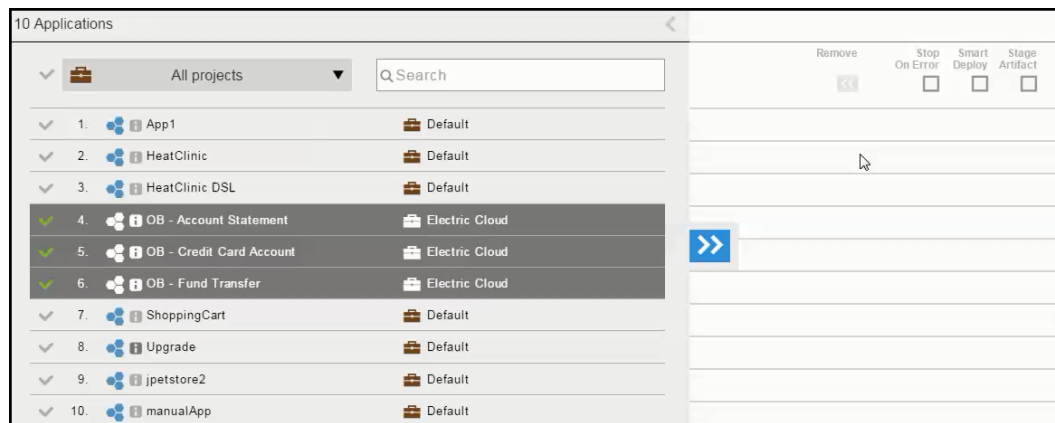 10 Applications
Remove Stop On Error Smart Deploy Stage Artifact
All projects Search
1. App1 Default
2. HeatClinic Default
3. HeatClinic DSL Default
4. OB - Account Statement Electric Cloud
5. OB - Credit Card Account Electric Cloud
6. OB - Fund Transfer Electric Cloud
7. ShoppingCart Default
8. Upgrade Default
9. jpetstore2 Default
10. manualApp Default